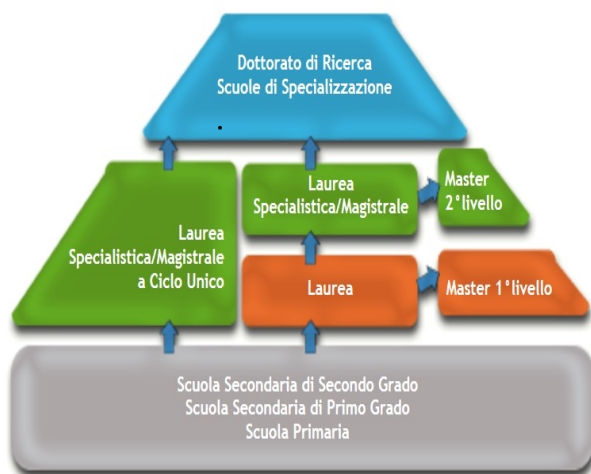 Dottorato di Ricerca
Scuole di Specializzazione
Laurea
Specialistica/Magistrale
a Ciclo Unico
Laurea
Specialistica/Magistrale
Master
2°livello
Laurea
Master 1°livello
Scuola Secondaria di Secondo Grado
Scuola Secondaria di Primo Grado
Scuola Primaria